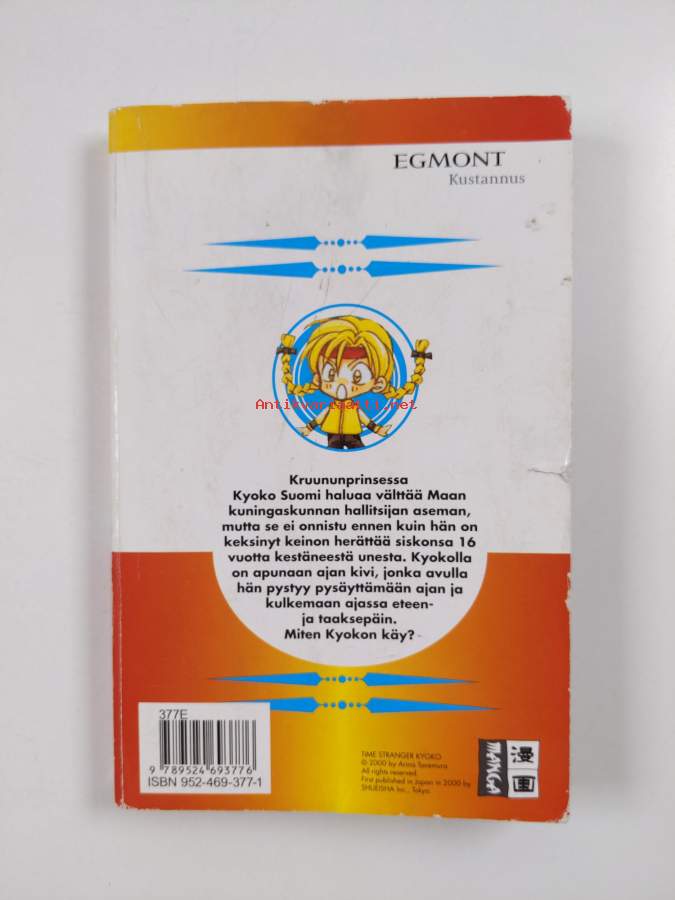 EGMONT
Kustannus
Antikvariaatti.net
Kruununprinsessa
Kyoko Suomi haluaa välttää Maan
kuningaskunnan hallitsijan aseman,
mutta se ei onnistu ennen kuin hän on
keksinyt keinon herättää siskonsa 16
vuotta kestäneestä unesta. Kyokolla
on apunaan ajan kivi, jonka avulla
hän pystyy pysäyttämään ajan ja
kulkemaan ajassa eteen-
ja taaksepäin.
Miten Kyokon käy?
377E
9 789524 693776
ISBN 952-469-377-1
TIME STRANGER KYOKO
© 2000 by Arina Tanemura
All rights reserved.
First published in Japan in 2000 by
SHUEISHA Inc., Tokyo.
MANGA
漫画